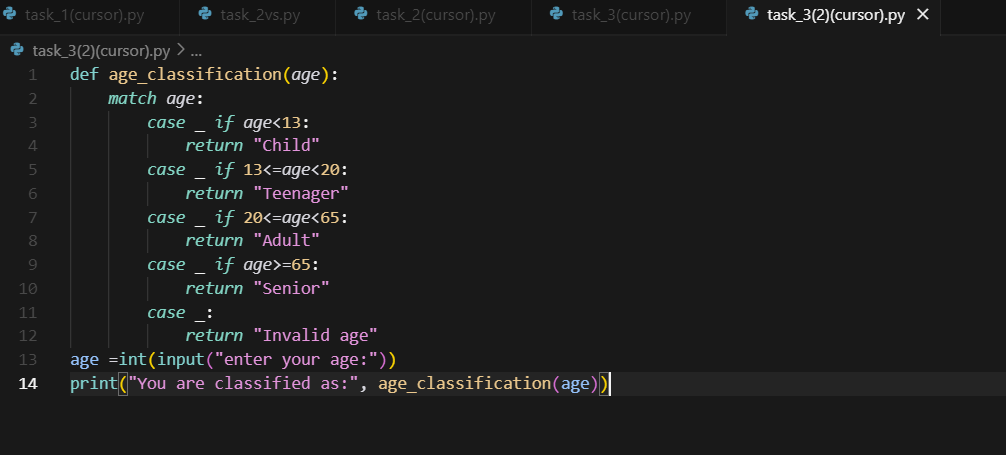 task_1(cursor).py task_2vs.py task_2(cursor).py task_3(cursor).py task_3(2)(cursor).py ×
task_3(2)(cursor).py > ...
1 def age_classification(age):
2     match age:
3         case _ if age<13:
4             return "Child"
5         case _ if 13<=age<20:
6             return "Teenager"
7         case _ if 20<=age<65:
8             return "Adult"
9         case _ if age>=65:
10             return "Senior"
11         case _:
12             return "Invalid age"
13 age =int(input("enter your age:"))
14 print("You are classified as:", age_classification(age))